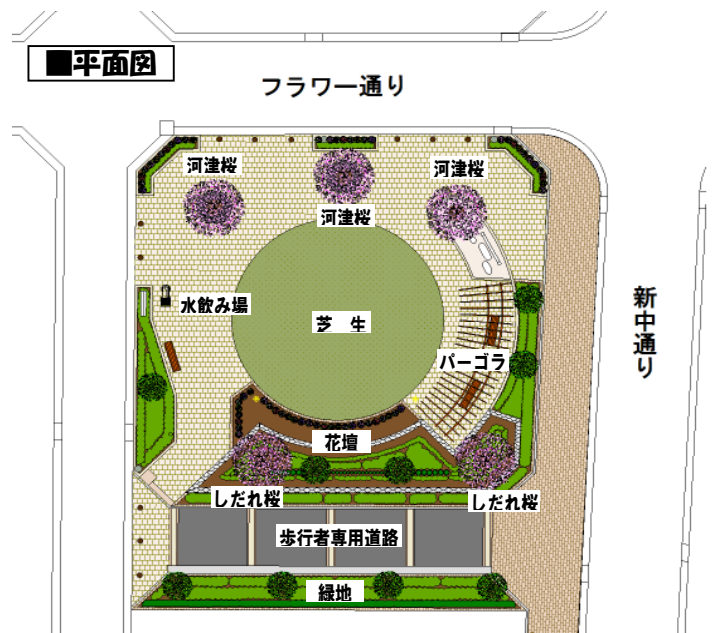 ■平面図
フラワー通り
河津桜
河津桜
河津桜
水飲み場
芝 生
新中通り
パーゴラ
花壇
しだれ桜
しだれ桜
歩行者専用道路
緑地